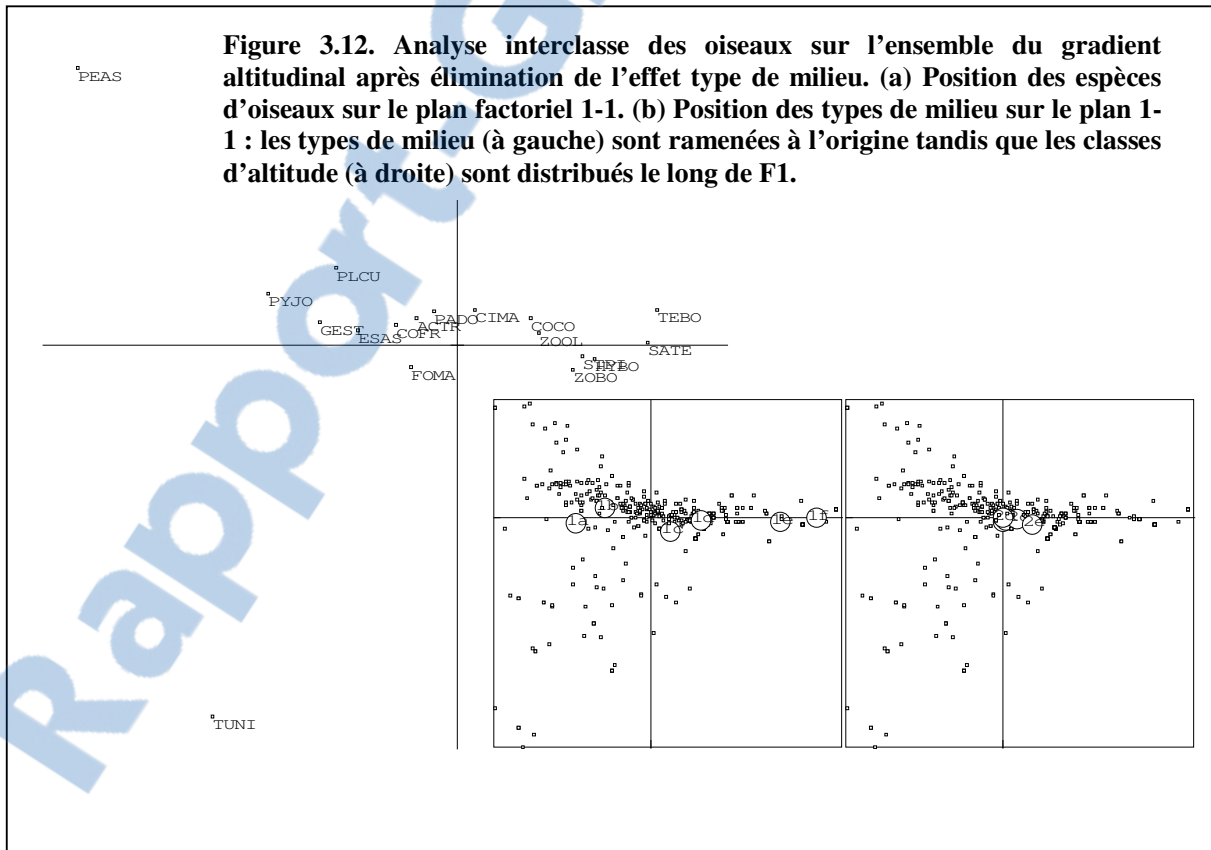 Figure 3.12. Analyse interclasse des oiseaux sur l'ensemble du gradient
altitudinal après élimination de l'effet type de milieu. (a) Position des espèces
d'oiseaux sur le plan factoriel 1-1. (b) Position des types de milieu sur le plan 1-
1 : les types de milieu (à gauche) sont ramenées à l'origine tandis que les classes
d'altitude (à droite) sont distribués le long de F1.
PEAS
PLCU
PYJO
GEST
ESAS
COFR
ACTR
PADO
CIMA
COCO
ZOOL
TEBO
SATE
FOMA
HYBO
ZOBO
TUNI
1a
1f
Rapport-G